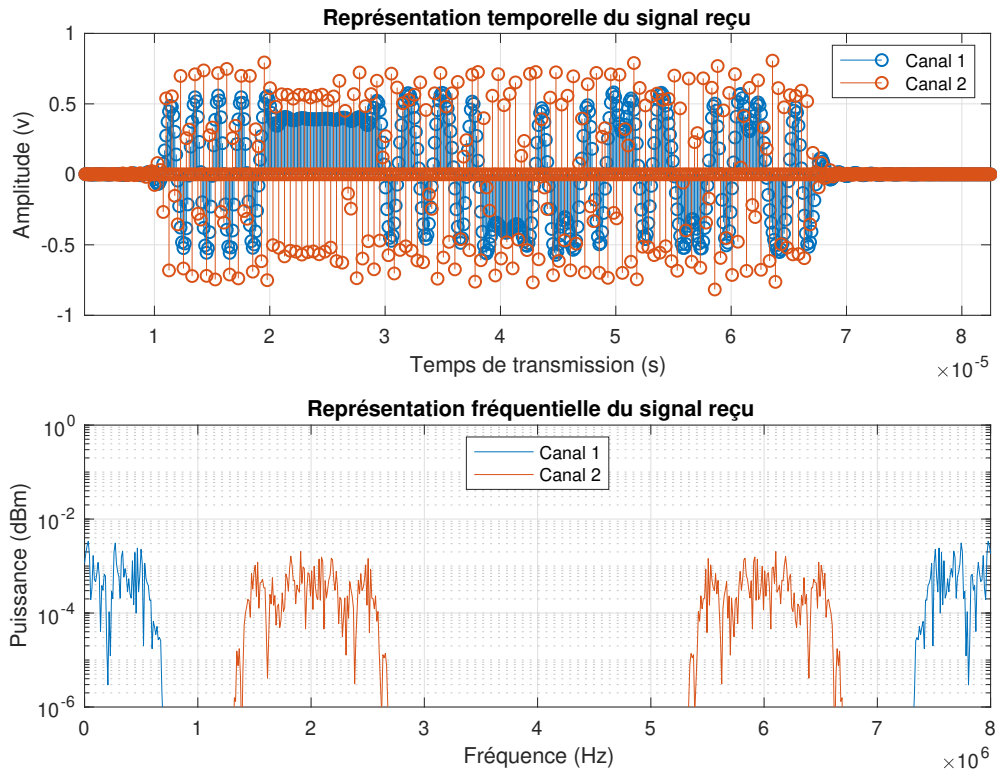 Représentation temporelle du signal reçu
1
0.5
0
-0.5
-1
Amplitude (v)
Canal 1
Canal 2
1 2 3 4 5 6 7 8
Temps de transmission (s)
×10^-5
Représentation fréquentielle du signal reçu
10^0
10^-2
10^-4
10^-6
Puissance (dBm)
Canal 1
Canal 2
0 1 2 3 4 5 6 7 8
Fréquence (Hz)
×10^6